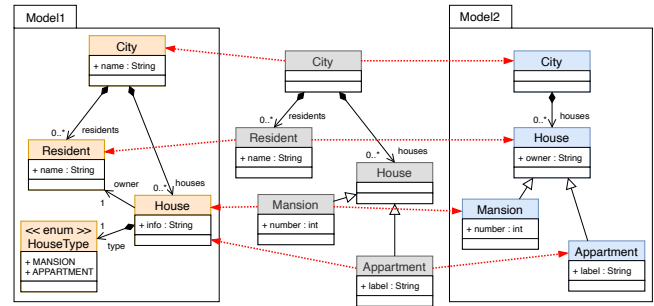 Model1
City
+ name : String
0..*
residents
Resident
+ name : String
owner
1
0..*
houses
House
+ info : String
1
type
<< enum >>
HouseType
+ MANSION
+ APPARTMENT
City
0..*
residents
Resident
+ name : String
0..*
houses
House
Mansion
+ number : int
Appartment
+ label : String
Model2
City
0..*
houses
House
+ owner : String
Mansion
+ number : int
Appartment
+ label : String